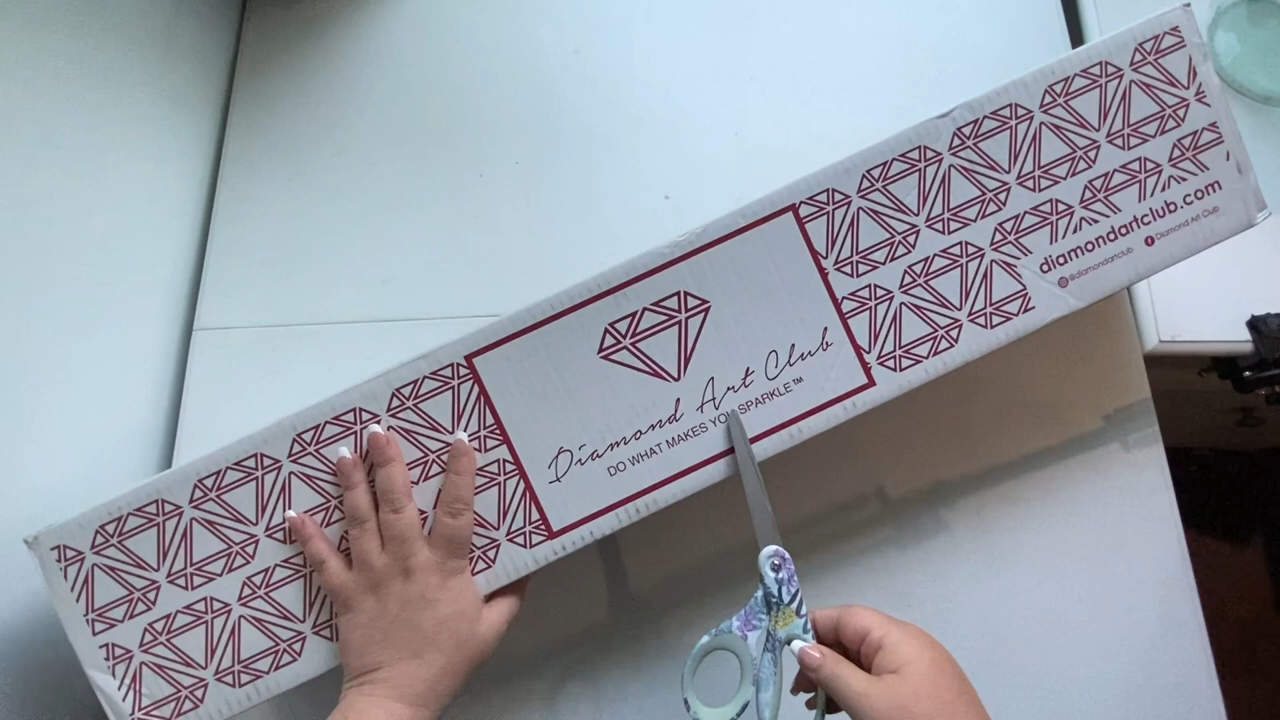 Diamond Art Club
DO WHAT MAKES YOU SPARKLE™
diamondartclub.com
@diamondartclub Diamond Art Club